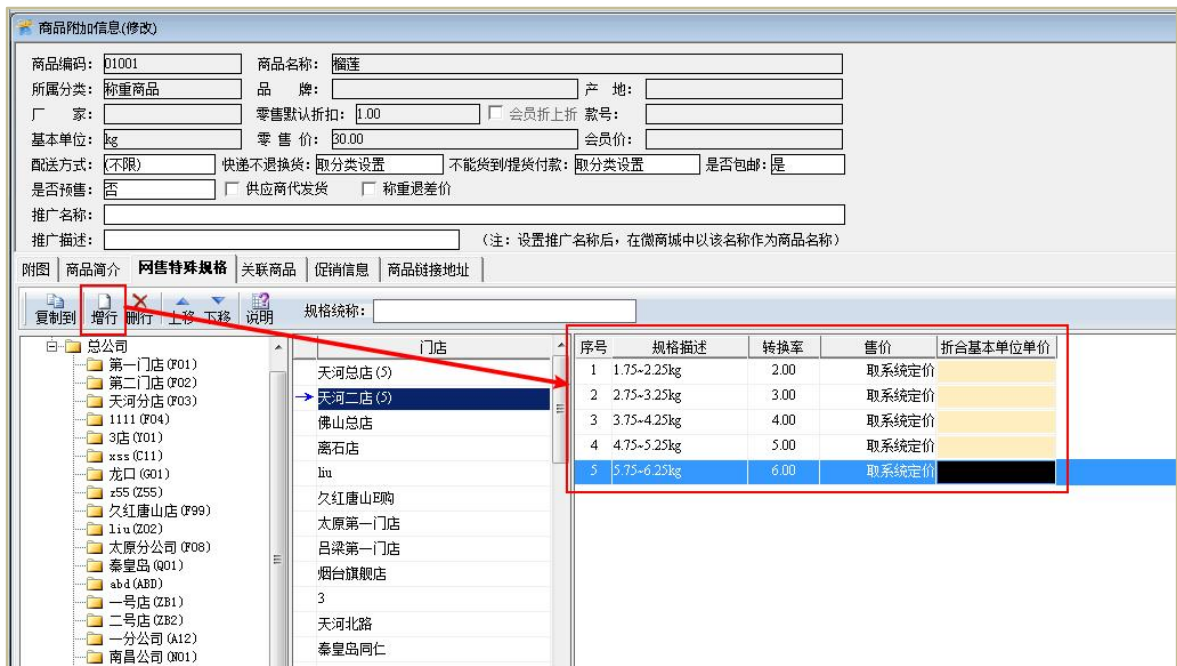 商品附加信息(修改)
商品编码: 01001 商品名称: 榴莲
所属分类: 称重商品 品 牌: 产 地:
厂 家: 零售默认折扣: 1.00 会员折上折 款号:
基本单位: kg 零 售 价: 30.00 会员价:
配送方式: (不限) 快递不退换货: 取分类设置 不能货到/提货付款: 取分类设置 是否包邮: 是
是否预售: 否 供应商代发货 称重退差价
推广名称:
推广描述: (注: 设置推广名称后, 在微商城中以该名称作为商品名称)
附图 商品简介 网售特殊规格 关联商品 促销信息 商品链接地址
复制到 增行 删行 上移 下移 说明 规格统称:
总公司
第一门店(F01)
第二门店(F02)
天河分店(F03)
1111(F04)
3店(Y01)
xss(C11)
龙口(G01)
z55(Z55)
久红唐山店(F99)
liu(Z02)
太原分公司(F08)
秦皇岛(Q01)
abd(ABD)
一号店(ZB1)
二号店(ZB2)
一分公司(A12)
南昌公司(N01)
门店
天河总店(5)
天河二店(5)
佛山总店
离石店
liu
久红唐山E购
太原第一门店
吕梁第一门店
烟台旗舰店
3
天河北路
秦皇岛同仁
序号 规格描述 转换率 售价 折合基本单位单价
1 1.75~2.25kg 2.00 取系统定价
2 2.75~3.25kg 3.00 取系统定价
3 3.75~4.25kg 4.00 取系统定价
4 4.75~5.25kg 5.00 取系统定价
5 5.75~6.25kg 6.00 取系统定价